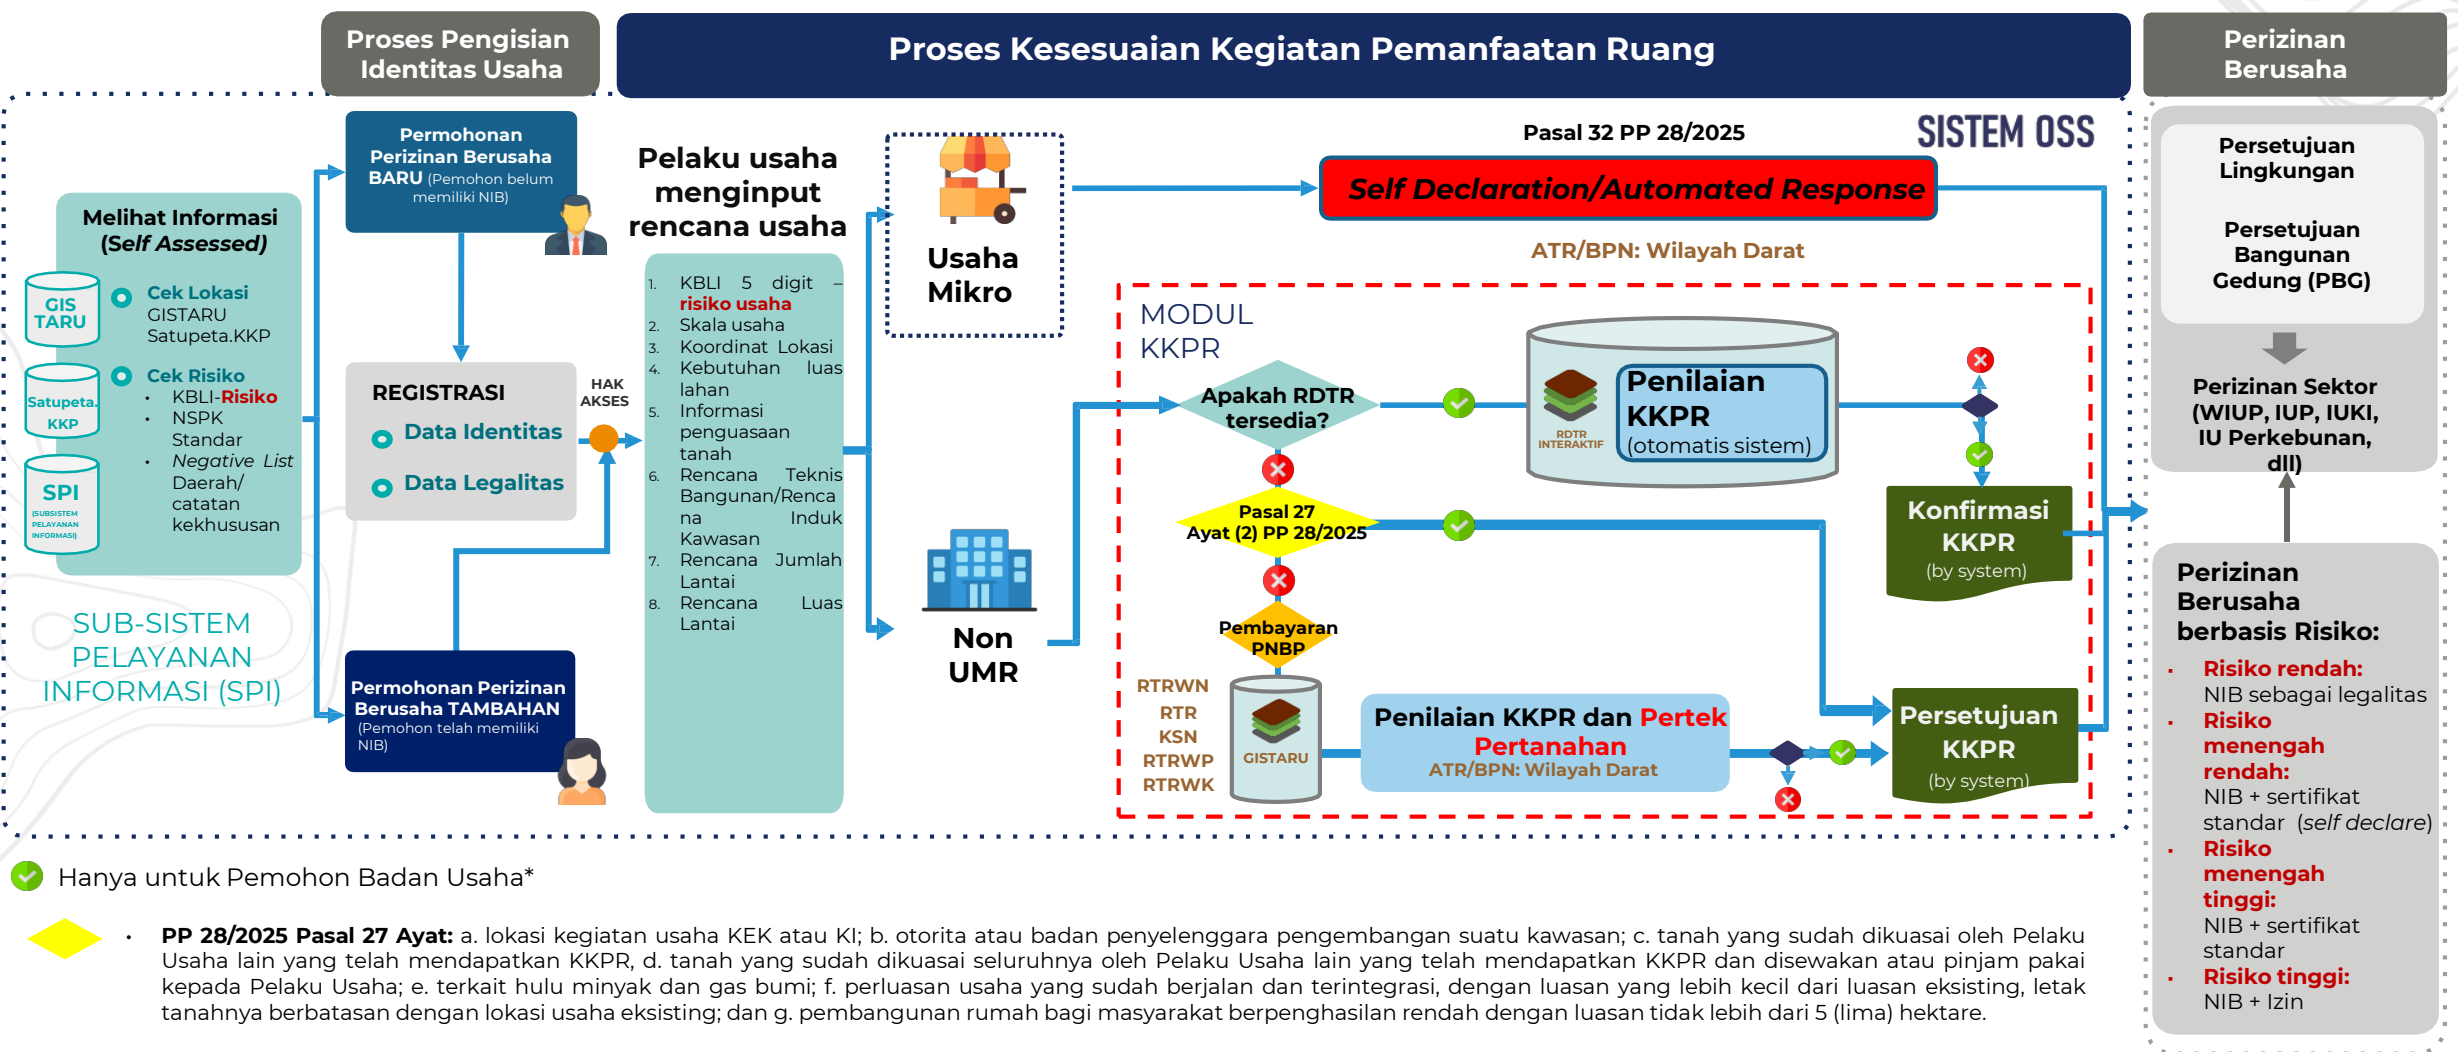 Proses Pengisian
Identitas Usaha
Proses Kesesuaian Kegiatan Pemanfaatan Ruang
Perizinan
Berusaha
Melihat Informasi
(Self Assessed)
GIS
TARU
Cek Lokasi
GISTARU
Satupeta.KKP
Satupeta.
KKP
Cek Risiko
• KBLI-Risiko
• NSPK
Standar
• Negative List
Daerah/
catatan
kekhususan
SPI
(SUBSISTEM
PELAYANAN
INFORMASI)
SUB-SISTEM
PELAYANAN
INFORMASI (SPI)
Permohonan
Perizinan Berusaha
BARU (Pemohon belum
memiliki NIB)
REGISTRASI
Data Identitas
Data Legalitas
HAK
AKSES
Permohonan Perizinan
Berusaha TAMBAHAN
(Pemohon telah memiliki
NIB)
Pelaku usaha
menginput
rencana usaha
1. KBLI 5 digit –
risiko usaha
2. Skala usaha
3. Koordinat Lokasi
4. Kebutuhan luas
lahan
5. Informasi
penguasaan
tanah
6. Rencana Teknis
Bangunan/Renca
na Induk
Kawasan
7. Rencana Jumlah
Lantai
8. Rencana Luas
Lantai
Usaha
Mikro
Non
UMR
Pasal 32 PP 28/2025
SISTEM OSS
Self Declaration/Automated Response
ATR/BPN: Wilayah Darat
MODUL
KKPR
Apakah RDTR
tersedia?
RDTR
INTERAKTIF
Penilaian
KKPR
(otomatis sistem)
Pasal 27
Ayat (2) PP 28/2025
Konfirmasi
KKPR
(by system)
Pembayaran
PNBP
RTRWN
RTR
KSN
RTRWP
RTRWK
GISTARU
Penilaian KKPR dan Pertek
Pertanahan
ATR/BPN: Wilayah Darat
Persetujuan
KKPR
(by system)
Persetujuan
Lingkungan
Persetujuan
Bangunan
Gedung (PBG)
Perizinan Sektor
(WIUP, IUP, IUKI,
IU Perkebunan,
dll)
Perizinan
Berusaha
berbasis Risiko:
▪ Risiko rendah:
NIB sebagai legalitas
▪ Risiko
menengah
rendah:
NIB + sertifikat
standar (self declare)
▪ Risiko
menengah
tinggi:
NIB + sertifikat
standar
▪ Risiko tinggi:
NIB + Izin
Hanya untuk Pemohon Badan Usaha*
• PP 28/2025 Pasal 27 Ayat: a. lokasi kegiatan usaha KEK atau KI; b. otorita atau badan penyelenggara pengembangan suatu kawasan; c. tanah yang sudah dikuasai oleh Pelaku
Usaha lain yang telah mendapatkan KKPR, d. tanah yang sudah dikuasai seluruhnya oleh Pelaku Usaha lain yang telah mendapatkan KKPR dan disewakan atau pinjam pakai
kepada Pelaku Usaha; e. terkait hulu minyak dan gas bumi; f. perluasan usaha yang sudah berjalan dan terintegrasi, dengan luasan yang lebih kecil dari luasan eksisting, letak
tanahnya berbatasan dengan lokasi usaha eksisting; dan g. pembangunan rumah bagi masyarakat berpenghasilan rendah dengan luasan tidak lebih dari 5 (lima) hektare.